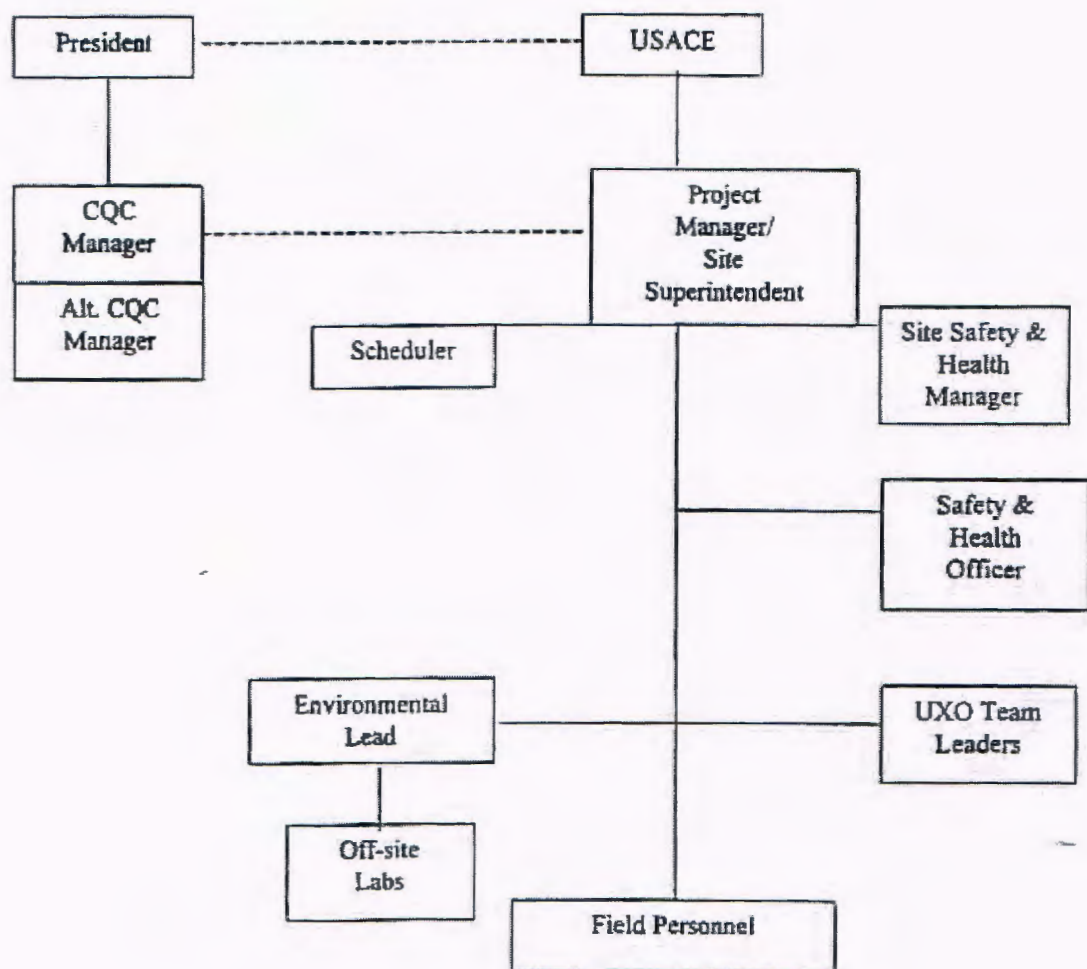 President
USACE
CQC
Manager
Alt. CQC
Manager
Project
Manager/
Site
Superintendent
Scheduler
Site Safety &
Health
Manager
Safety &
Health
Officer
Environmental
Lead
UXO Team
Leaders
Off-site
Labs
Field Personnel